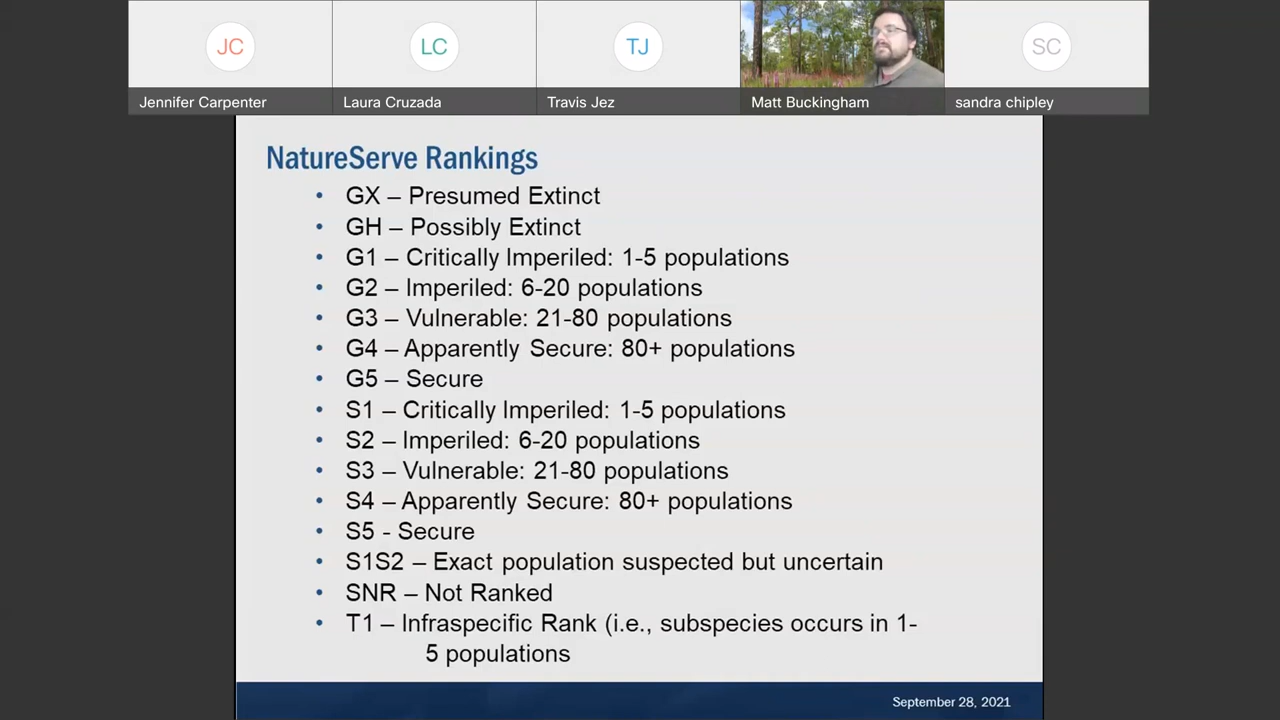 JC
LC
TJ
SC
Jennifer Carpenter
Laura Cruzada
Travis Jez
Matt Buckingham
sandra chipley
NatureServe Rankings
• GX – Presumed Extinct
• GH – Possibly Extinct
• G1 – Critically Imperiled: 1-5 populations
• G2 – Imperiled: 6-20 populations
• G3 – Vulnerable: 21-80 populations
• G4 – Apparently Secure: 80+ populations
• G5 – Secure
• S1 – Critically Imperiled: 1-5 populations
• S2 – Imperiled: 6-20 populations
• S3 – Vulnerable: 21-80 populations
• S4 – Apparently Secure: 80+ populations
• S5 - Secure
• S1S2 – Exact population suspected but uncertain
• SNR – Not Ranked
• T1 – Infraspecific Rank (i.e., subspecies occurs in 1-
5 populations
September 28, 2021